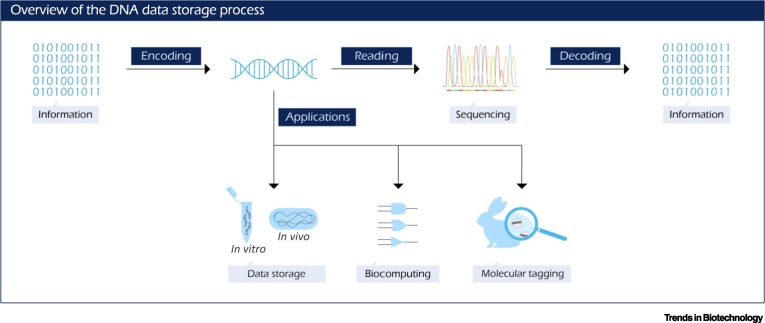 Overview of the DNA data storage process
0101001011
0101001011
0101001011
0101001011
0101001011
Information
Encoding
Reading
Sequencing
Decoding
0101001011
0101001011
0101001011
0101001011
0101001011
Information
Applications
In vitro
In vivo
Data storage
Biocomputing
Molecular tagging
Trends in Biotechnology